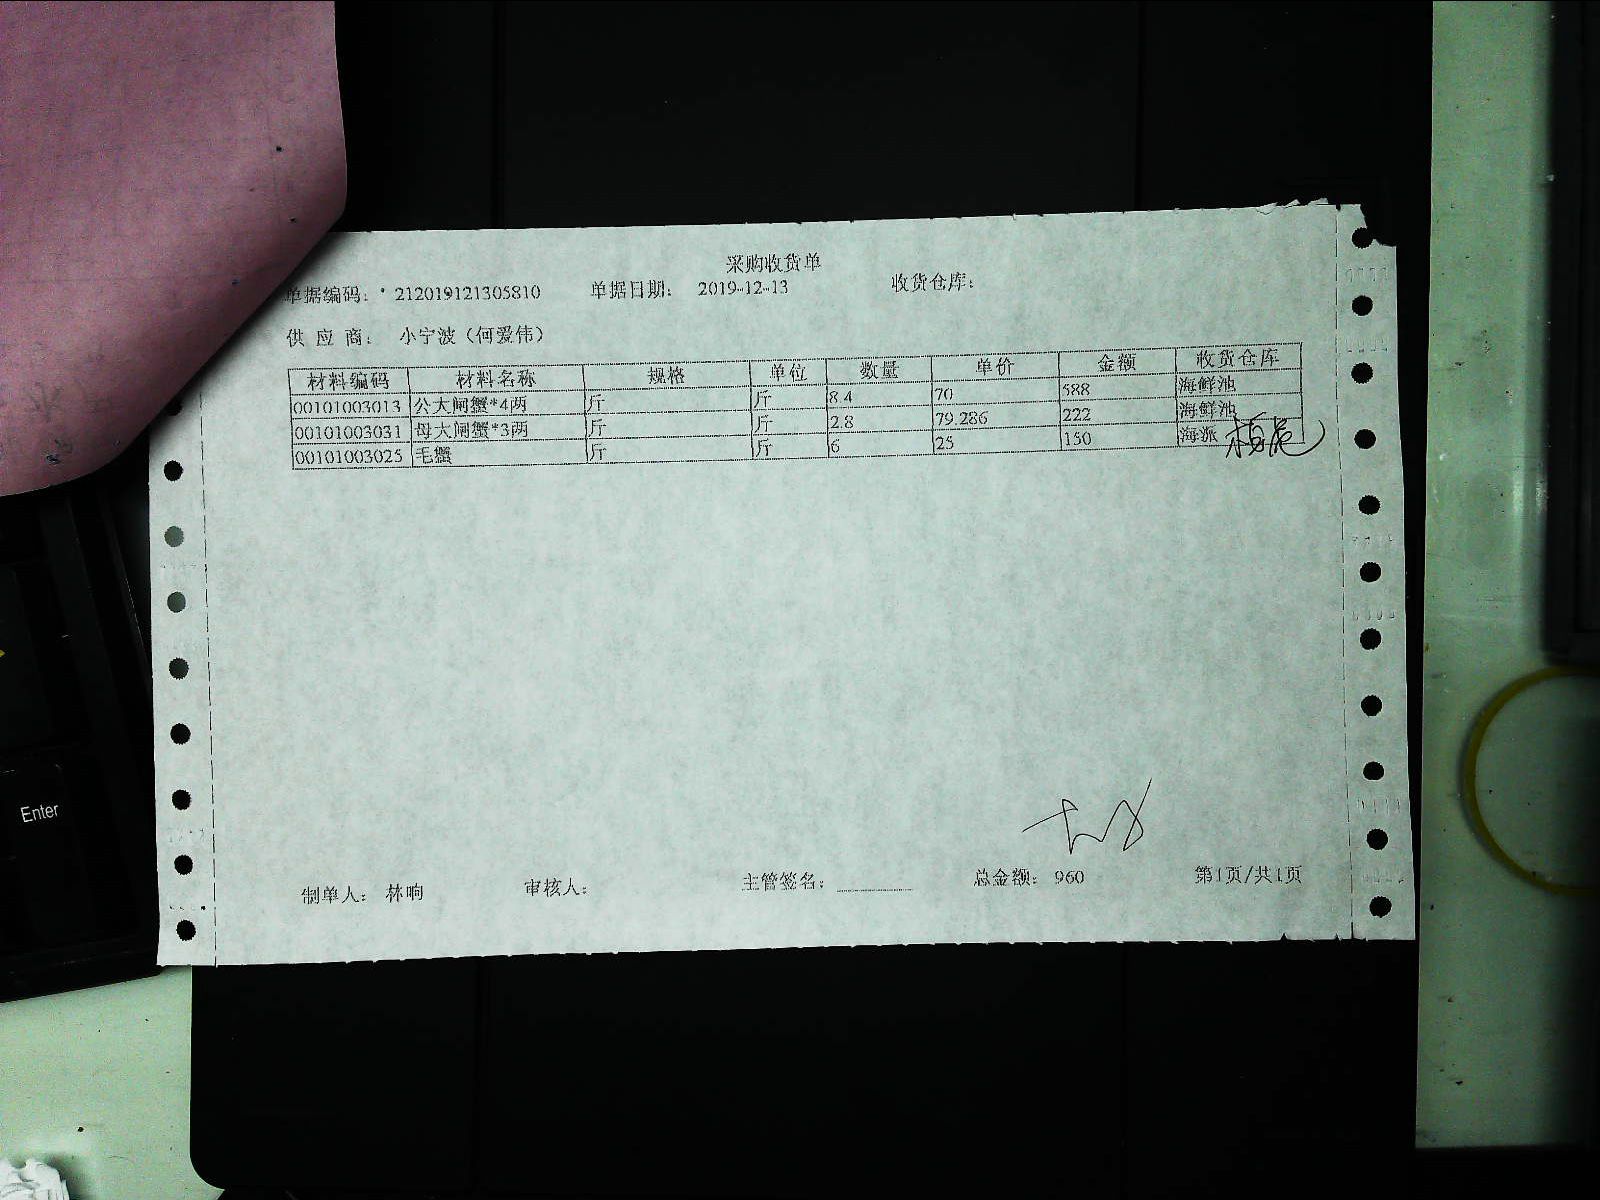 采购收货单
单据编码： 212019121305810 单据日期： 2019-12-13 收货仓库：
供 应 商： 小宁波（何爱伟）
材料编码 材料名称 规格 单位 数量 单价 金额 收货仓库
00101003013 公大闸蟹*4两 斤 斤 8.4 70 588 海鲜池
00101003031 母大闸蟹*3两 斤 斤 2.8 79.286 222 海鲜池
00101003025 毛蟹 斤 斤 6 25 150 海派
制单人： 林响 审核人： 主管签名： 总金额： 960 第1页/共1页
Enter